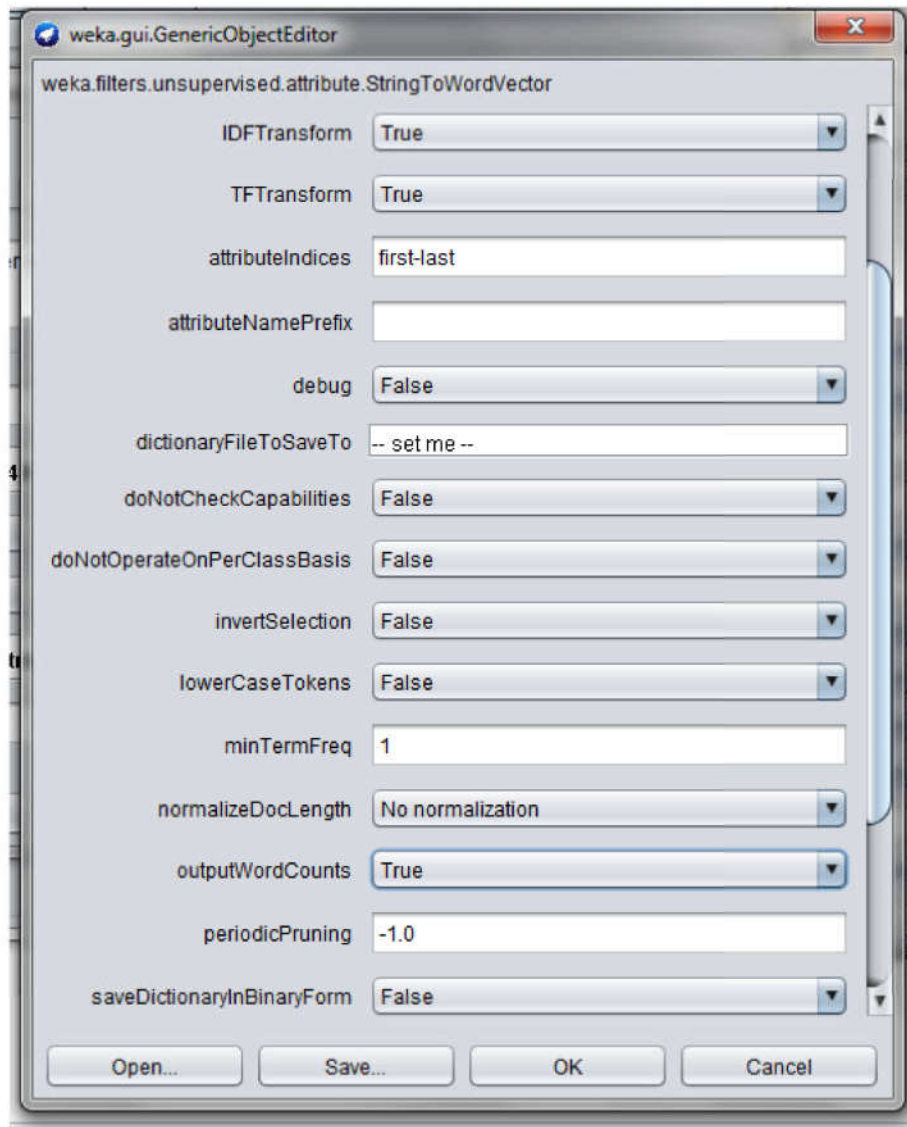 weka.gui.GenericObjectEditor
weka.filters.unsupervised.attribute.StringToWordVector
IDFTransform True
TFTransform True
attributeIndices first-last
attributeNamePrefix
debug False
dictionaryFileToSaveTo -- set me --
doNotCheckCapabilities False
4
doNotOperateOnPerClassBasis False
invertSelection False
lowerCaseTokens False
minTermFreq 1
normalizeDocLength No normalization
outputWordCounts True
periodicPruning -1.0
saveDictionaryInBinaryForm False
Open... Save... OK Cancel